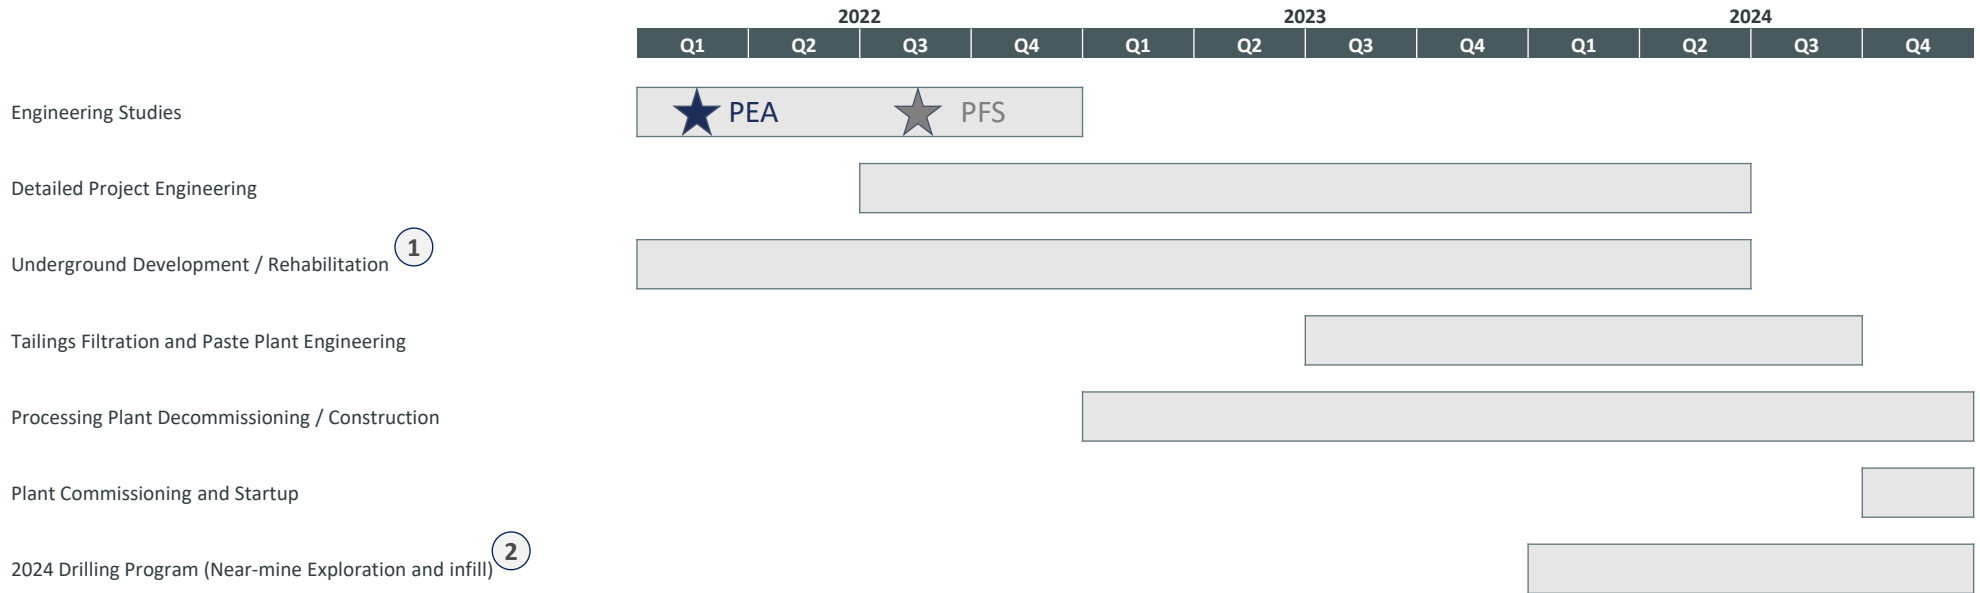 2022 2023 2024
Q1 Q2 Q3 Q4 Q1 Q2 Q3 Q4 Q1 Q2 Q3 Q4
Engineering Studies PEA PFS
Detailed Project Engineering
Underground Development / Rehabilitation 1
Tailings Filtration and Paste Plant Engineering
Processing Plant Decommissioning / Construction
Plant Commissioning and Startup
2024 Drilling Program (Near-mine Exploration and infill) 2